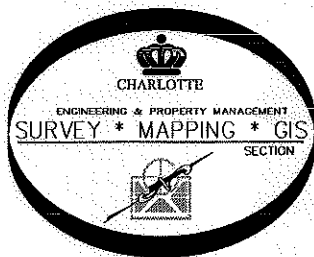 CHARLOTTE
ENGINEERING & PROPERTY MANAGEMENT
SURVEY * MAPPING * GIS
SECTION